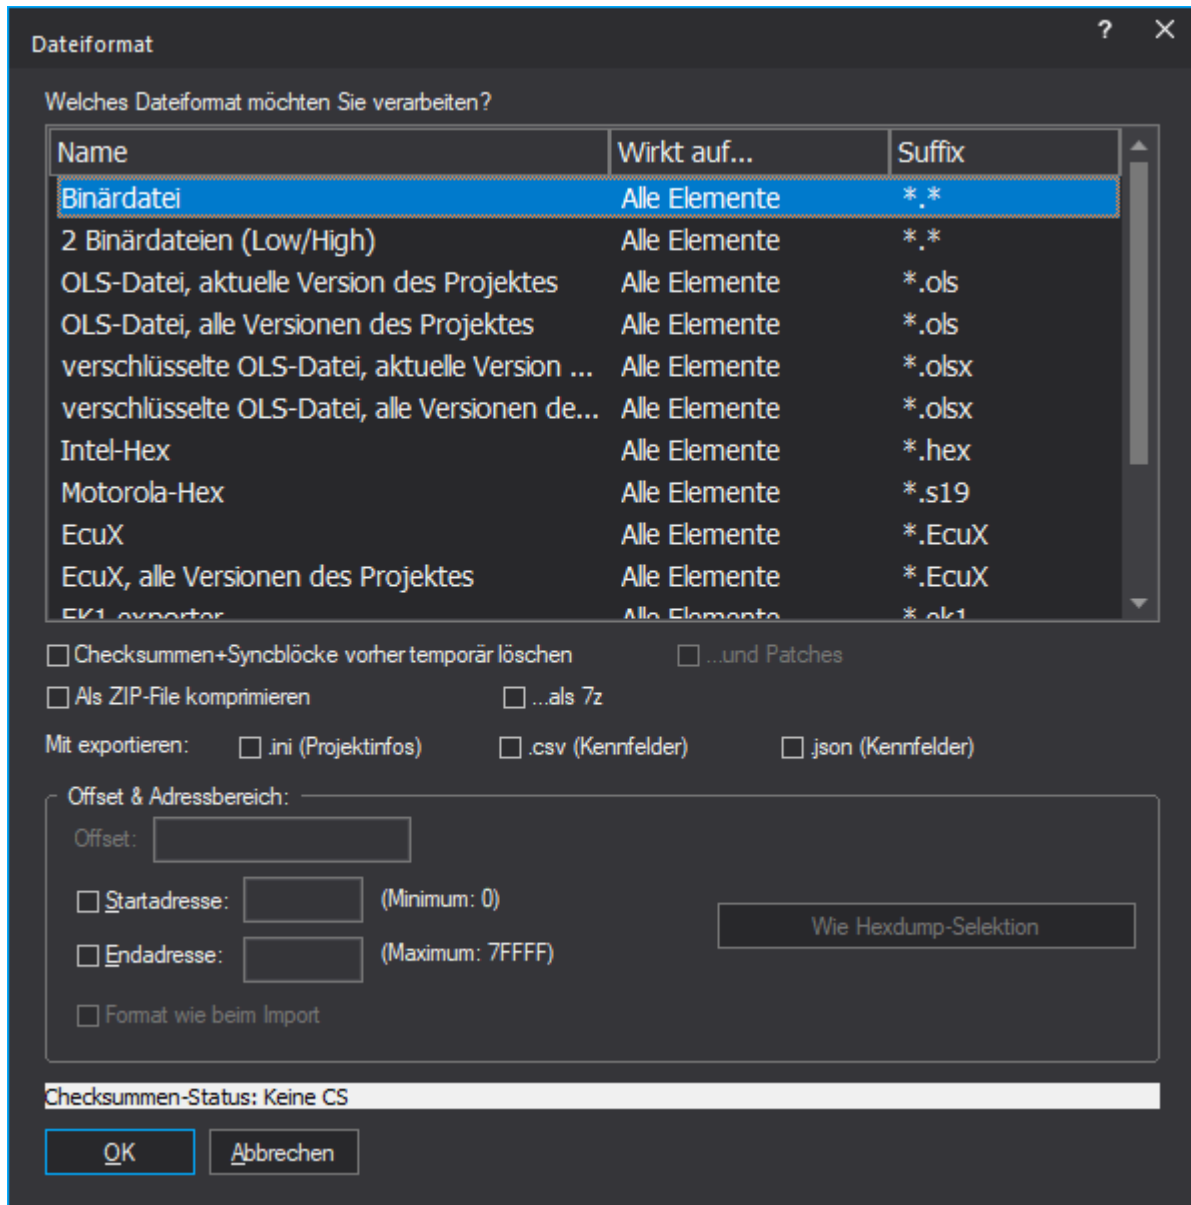 Dateiformat ? ×
Welches Dateiformat möchten Sie verarbeiten?
Name Wirkt auf... Suffix
Binärdatei Alle Elemente *.*
2 Binärdateien (Low/High) Alle Elemente *.*
OLS-Datei, aktuelle Version des Projektes Alle Elemente *.ols
OLS-Datei, alle Versionen des Projektes Alle Elemente *.ols
verschlüsselte OLS-Datei, aktuelle Version ... Alle Elemente *.olsx
verschlüsselte OLS-Datei, alle Versionen de... Alle Elemente *.olsx
Intel-Hex Alle Elemente *.hex
Motorola-Hex Alle Elemente *.s19
EcuX Alle Elemente *.EcuX
EcuX, alle Versionen des Projektes Alle Elemente *.EcuX
EK1 exporter Alle Elemente *.ek1
Checksummen+Syncblöcke vorher temporär löschen ...und Patches
Als ZIP-File komprimieren ...als 7z
Mit exportieren: .ini (Projektinfos) .csv (Kennfelder) .json (Kennfelder)
Offset & Adressbereich:
Offset:
Startadresse: (Minimum: 0)
Wie Hexdump-Selektion
Endadresse: (Maximum: 7FFFF)
Format wie beim Import
Checksummen-Status: Keine CS
OK Abbrechen